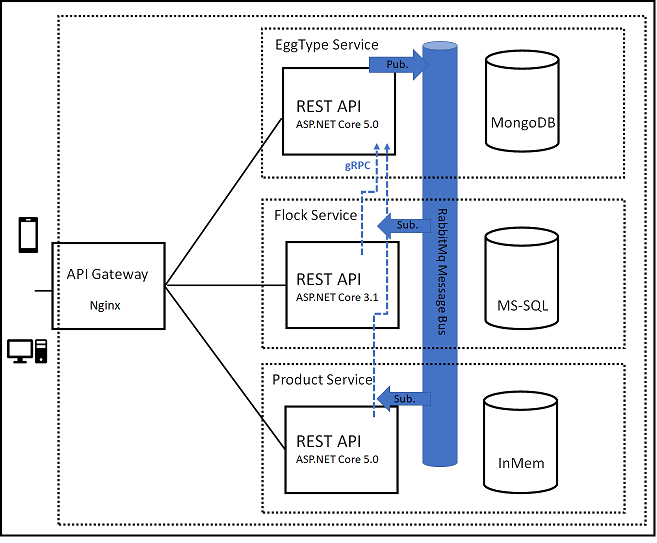 EggType Service
Pub.
REST API
ASP.NET Core 5.0
MongoDB
gRPC
Flock Service
Sub.
RabbitMq Message Bus
API Gateway
Nginx
REST API
ASP.NET Core 3.1
MS-SQL
Product Service
Sub.
REST API
ASP.NET Core 5.0
InMem